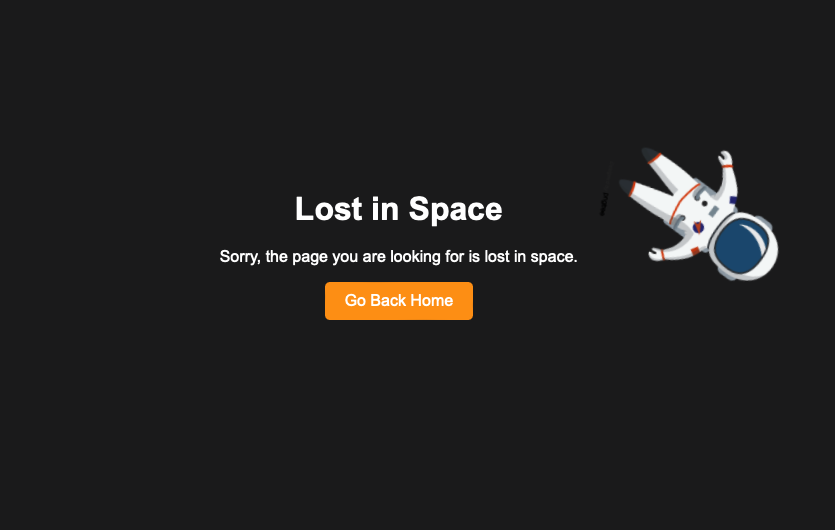 Lost in Space
Sorry, the page you are looking for is lost in space.
Go Back Home